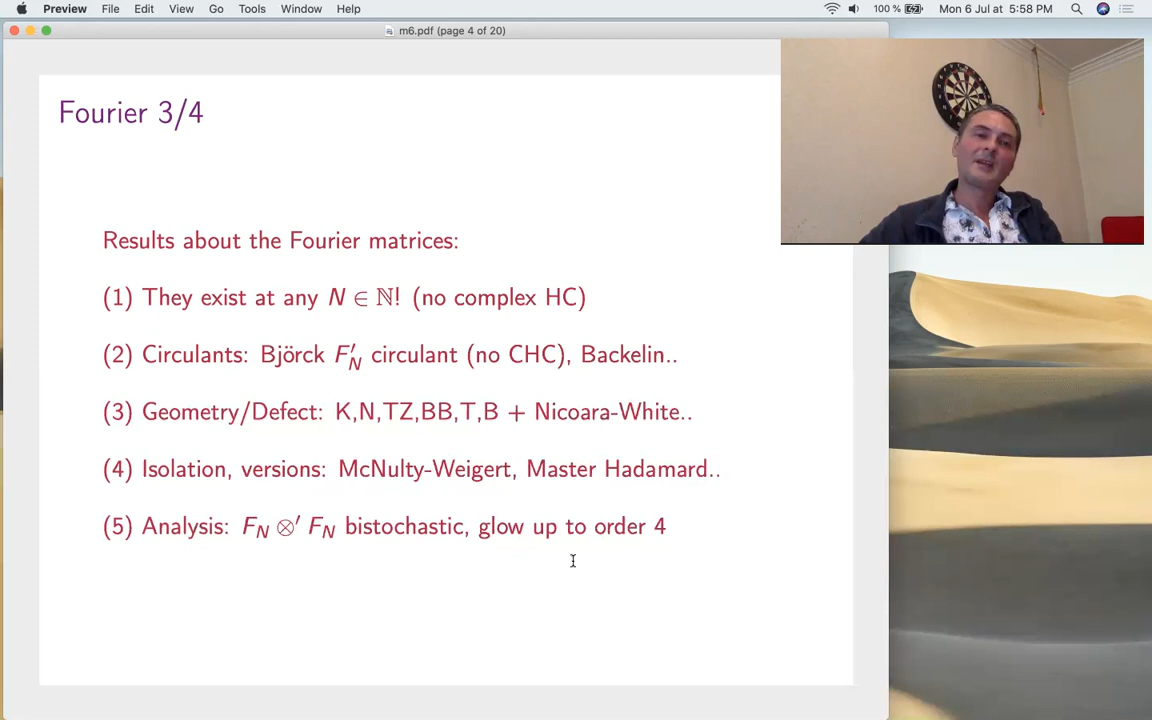 Preview File Edit View Go Tools Window Help 100 % Mon 6 Jul at 5:58 PM
m6.pdf (page 4 of 20)
Fourier 3/4
Results about the Fourier matrices:
(1) They exist at any N ∈ ℕ! (no complex HC)
(2) Circulants: Björck F′_N circulant (no CHC), Backelin..
(3) Geometry/Defect: K,N,TZ,BB,T,B + Nicoara-White..
(4) Isolation, versions: McNulty-Weigert, Master Hadamard..
(5) Analysis: F_N ⊗′ F_N bistochastic, glow up to order 4